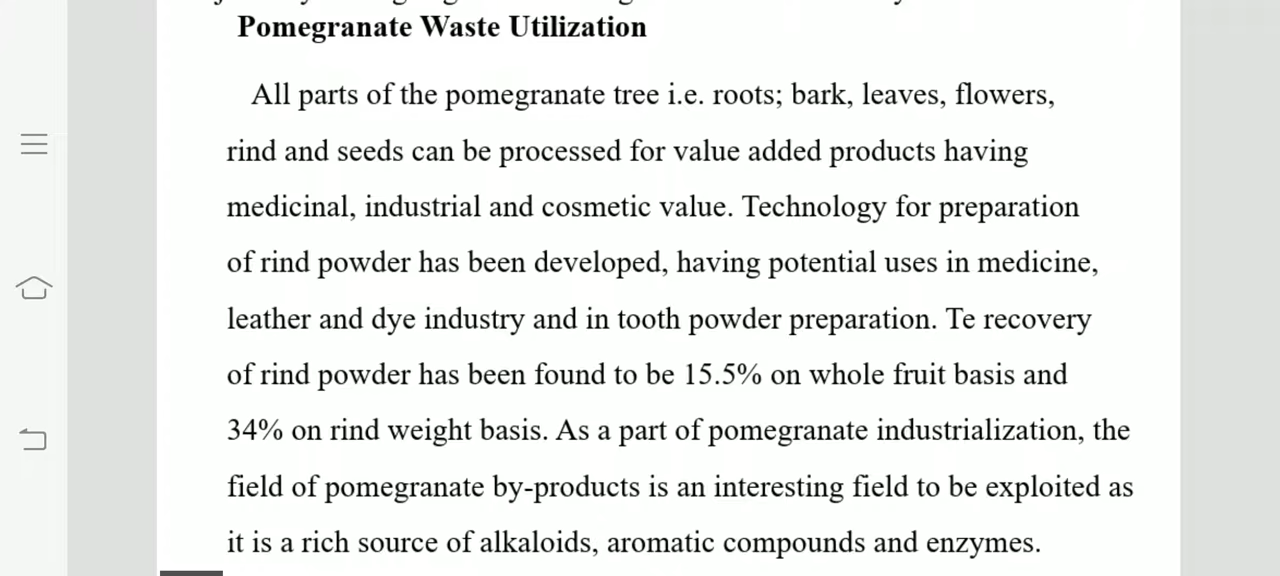 Pomegranate Waste Utilization
All parts of the pomegranate tree i.e. roots; bark, leaves, flowers,
rind and seeds can be processed for value added products having
medicinal, industrial and cosmetic value. Technology for preparation
of rind powder has been developed, having potential uses in medicine,
leather and dye industry and in tooth powder preparation. Te recovery
of rind powder has been found to be 15.5% on whole fruit basis and
34% on rind weight basis. As a part of pomegranate industrialization, the
field of pomegranate by-products is an interesting field to be exploited as
it is a rich source of alkaloids, aromatic compounds and enzymes.